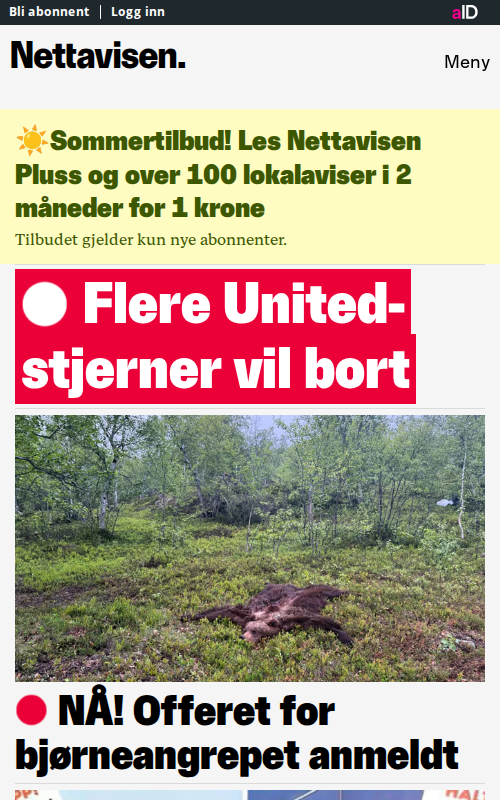 Bli abonnent | Logg inn
aID
Nettavisen.
Meny
☀️Sommertilbud! Les Nettavisen
Pluss og over 100 lokalaviser i 2
måneder for 1 krone
Tilbudet gjelder kun nye abonnenter.
Flere United-
stjerner vil bort
NÅ! Offeret for
bjørneangrepet anmeldt